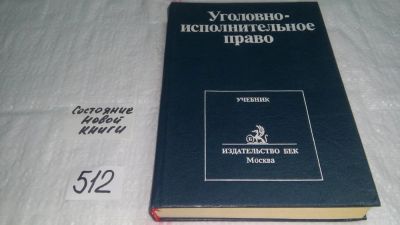 Уголовно-
исполнительное
право
УЧЕБНИК
ИЗДАТЕЛЬСТВО БЕК
Москва
Состояние
новой
книги
512